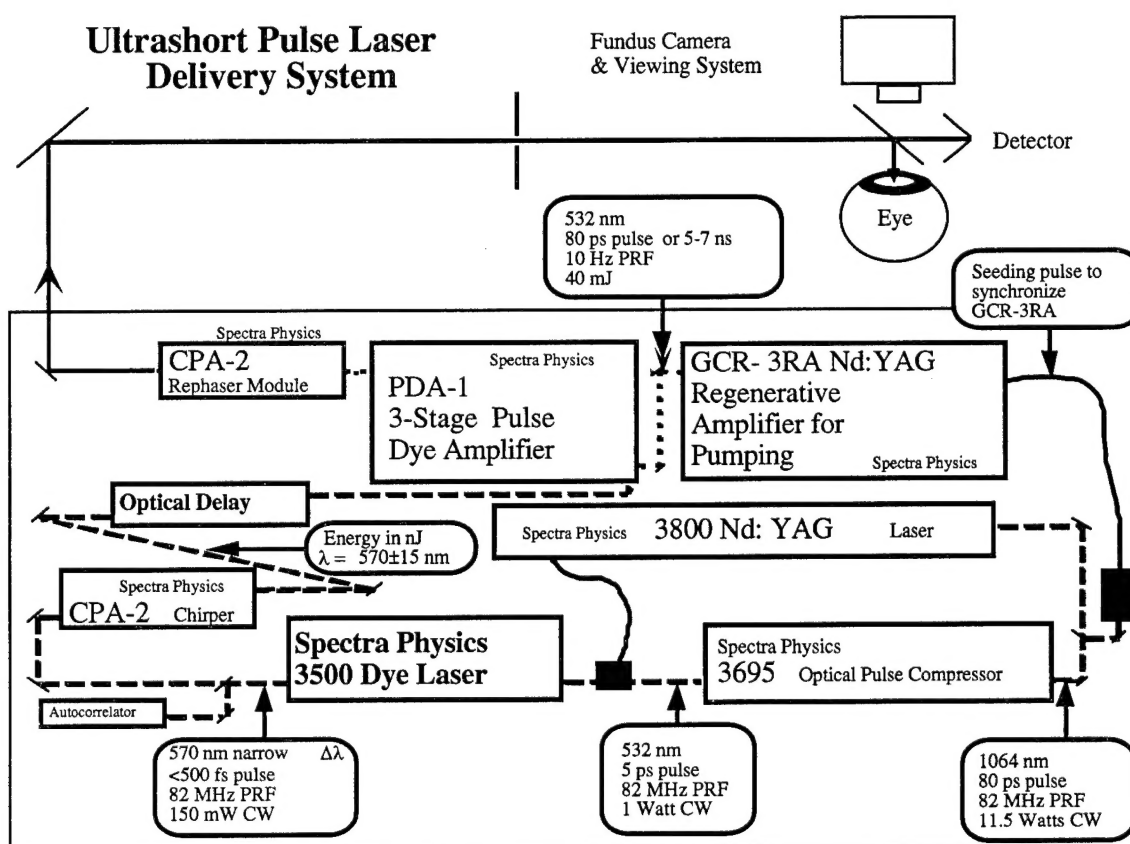 Ultrashort Pulse Laser
Delivery System
Fundus Camera
& Viewing System
Detector
Eye
532 nm
80 ps pulse or 5-7 ns
10 Hz PRF
40 mJ
Seeding pulse to
synchronize
GCR-3RA
Spectra Physics
CPA-2
Rephaser Module
Spectra Physics
PDA-1
3-Stage Pulse
Dye Amplifier
GCR- 3RA Nd:YAG
Regenerative
Amplifier for
Pumping
Spectra Physics
Optical Delay
Energy in nJ
λ = 570±15 nm
Spectra Physics 3800 Nd: YAG Laser
Spectra Physics
CPA-2 Chirper
Spectra Physics
3500 Dye Laser
Spectra Physics
3695 Optical Pulse Compressor
Autocorrelator
570 nm narrow Δλ
<500 fs pulse
82 MHz PRF
150 mW CW
532 nm
5 ps pulse
82 MHz PRF
1 Watt CW
1064 nm
80 ps pulse
82 MHz PRF
11.5 Watts CW